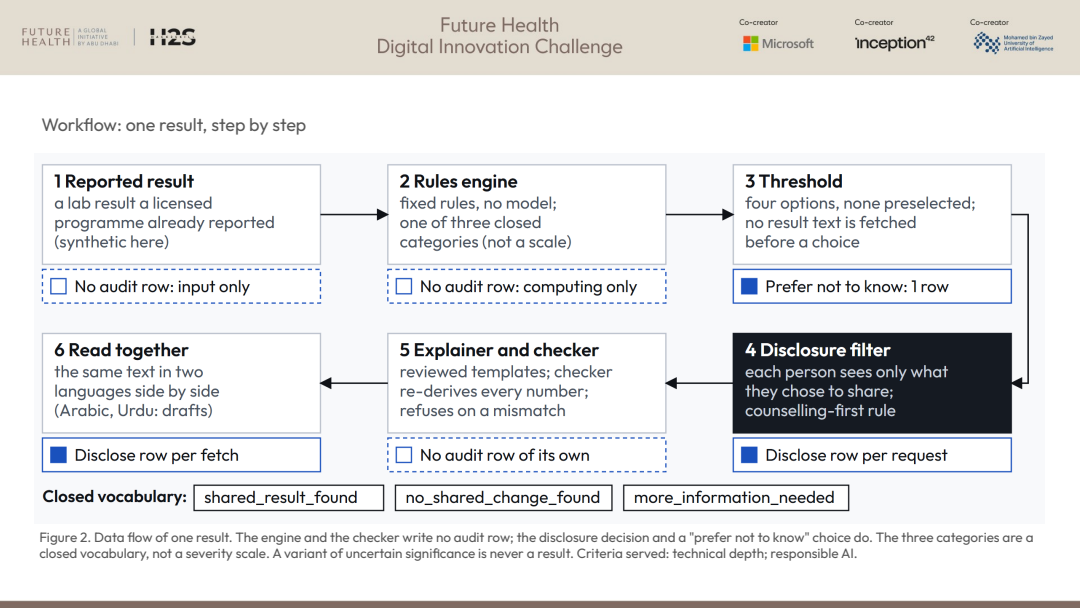 FUTURE HEALTH
A GLOBAL INITIATIVE BY ABU DHABI
H2S
Future Health
Digital Innovation Challenge
Co-creator
Microsoft
Co-creator
inception42
Co-creator
Mohamed bin Zayed
University of
Artificial Intelligence
Workflow: one result, step by step
1 Reported result
a lab result a licensed
programme already reported
(synthetic here)
No audit row: input only
2 Rules engine
fixed rules, no model;
one of three closed
categories (not a scale)
No audit row: computing only
3 Threshold
four options, none preselected;
no result text is fetched
before a choice
Prefer not to know: 1 row
4 Disclosure filter
each person sees only what
they chose to share;
counselling-first rule
Disclose row per request
5 Explainer and checker
reviewed templates; checker
re-derives every number;
refuses on a mismatch
No audit row of its own
6 Read together
the same text in two
languages side by side
(Arabic, Urdu: drafts)
Disclose row per fetch
Closed vocabulary: shared_result_found no_shared_change_found more_information_needed
Figure 2. Data flow of one result. The engine and the checker write no audit row; the disclosure decision and a "prefer not to know" choice do. The three categories are a
closed vocabulary, not a severity scale. A variant of uncertain significance is never a result. Criteria served: technical depth; responsible AI.